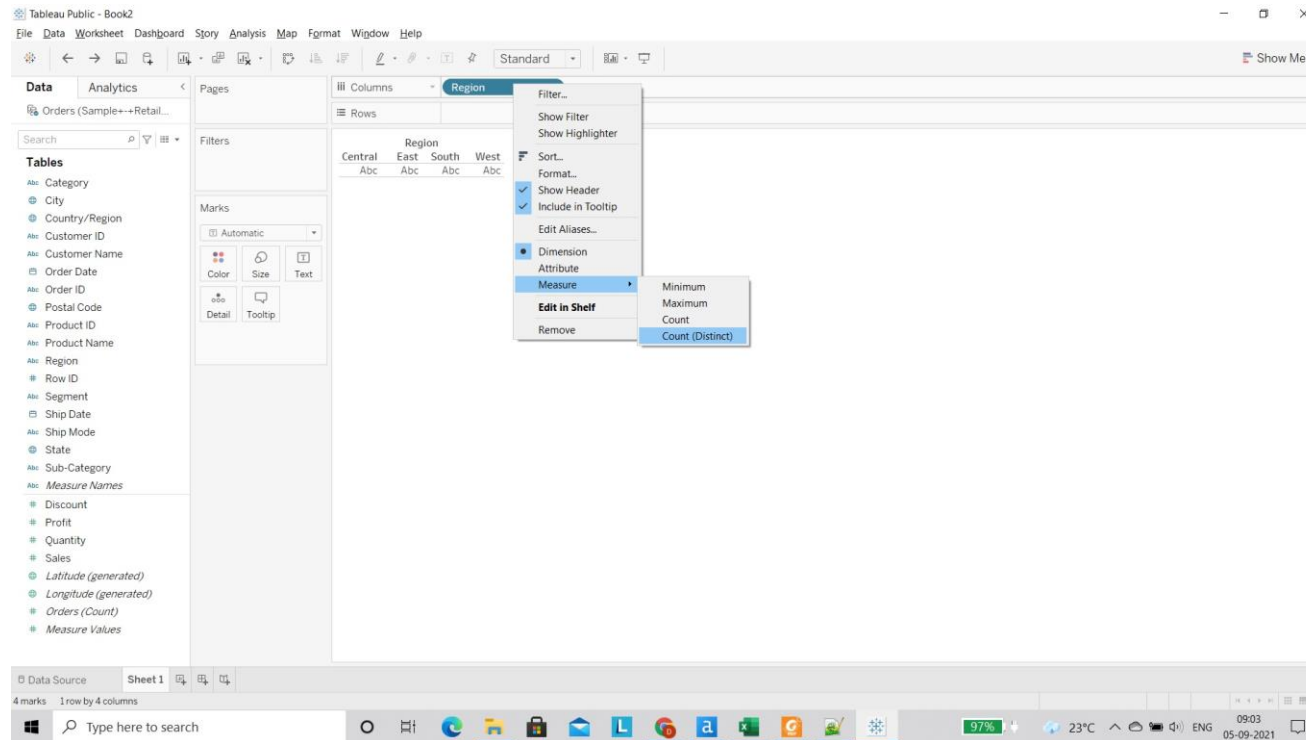 Tableau Public - Book2
File Data Worksheet Dashboard Story Analysis Map Format Window Help
Standard
Show Me
Data Analytics
Orders (Sample+-+Retail...
Search
Tables
Abc Category
City
Country/Region
Abc Customer ID
Abc Customer Name
Order Date
Abc Order ID
Postal Code
Abc Product ID
Abc Product Name
Abc Region
# Row ID
Abc Segment
Ship Date
Abc Ship Mode
State
Abc Sub-Category
Abc Measure Names
# Discount
# Profit
# Quantity
# Sales
Latitude (generated)
Longitude (generated)
# Orders (Count)
# Measure Values
Pages
Filters
Marks
Automatic
Color Size Text
Detail Tooltip
Columns Region
Rows
Region
Central East South West
Abc Abc Abc Abc
Filter...
Show Filter
Show Highlighter
Sort...
Format...
Show Header
Include in Tooltip
Edit Aliases...
Dimension
Attribute
Measure
Edit in Shelf
Remove
Minimum
Maximum
Count
Count (Distinct)
Data Source Sheet 1
4 marks 1 row by 4 columns
Type here to search
97%
23°C
ENG
09:03
05-09-2021